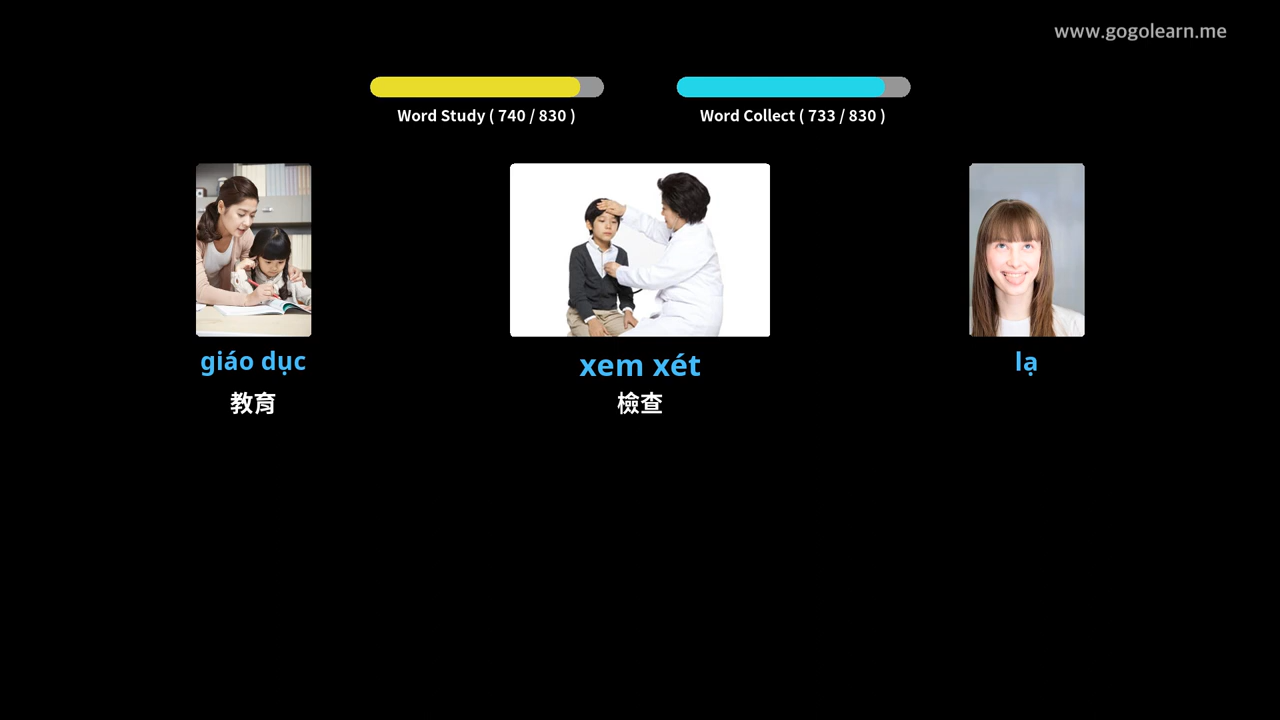 www.gogolearn.me
Word Study ( 740 / 830 )
Word Collect ( 733 / 830 )
giáo dục
教育
xem xét
檢查
lạ